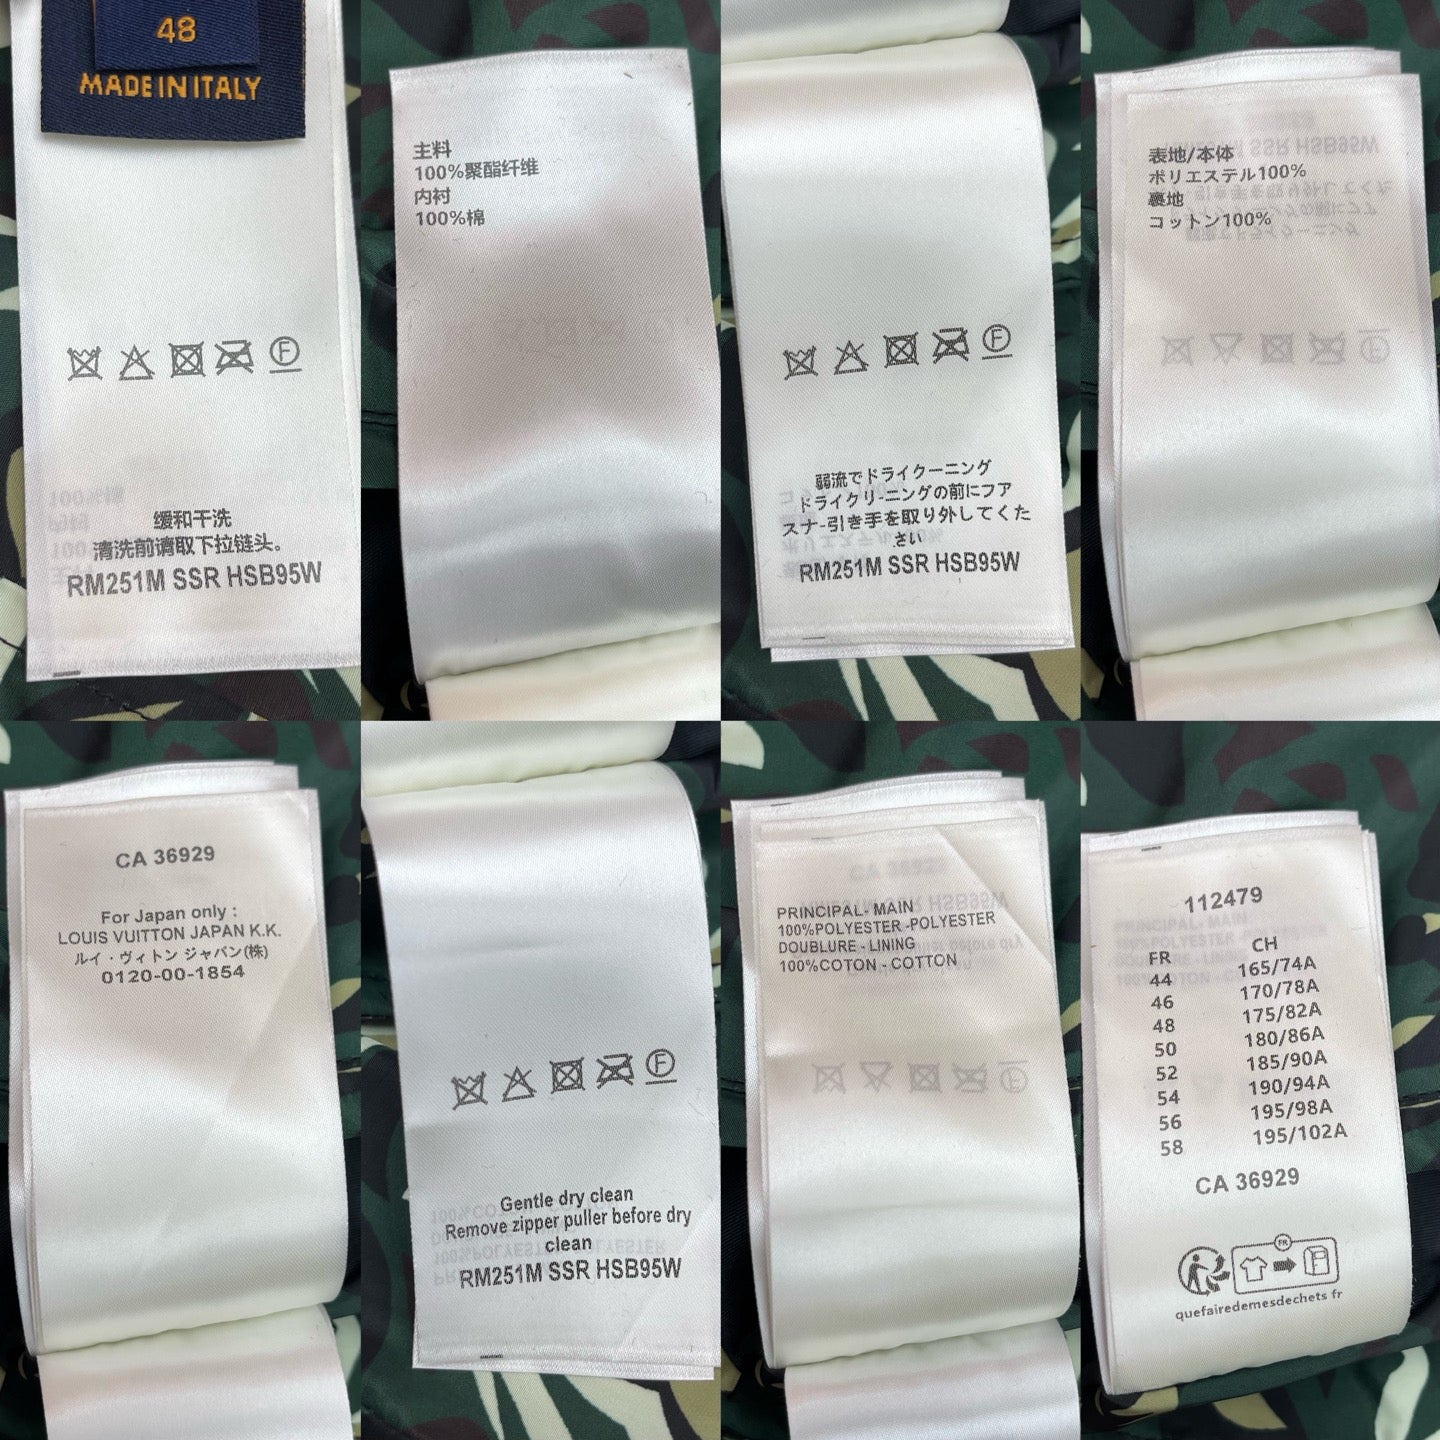 48
MADE IN ITALY
缓和干洗
清洗前请取下拉链头。
RM251M SSR HSB95W
主料
100%聚酯纤维
内衬
100%棉
弱流でドライクーニング
ドライクリ-ニングの前にフア
スナ-引き手を取り外してくた
さい
RM251M SSR HSB95W
表地/本体
ポリエステル100%
裏地
コットン100%
CA 36929
For Japan only :
LOUIS VUITTON JAPAN K.K.
ルイ・ヴィトン ジャパン(株)
0120-00-1854
F
Gentle dry clean
Remove zipper puller before dry
clean
RM251M SSR HSB95W
PRINCIPAL- MAIN
100%POLYESTER -POLYESTER
DOUBLURE - LINING
100%COTON - COTTON
112479
FR CH
44 165/74A
46 170/78A
48 175/82A
50 180/86A
52 185/90A
54 190/94A
56 195/98A
58 195/102A
CA 36929
FR
quefairedemesdechets fr